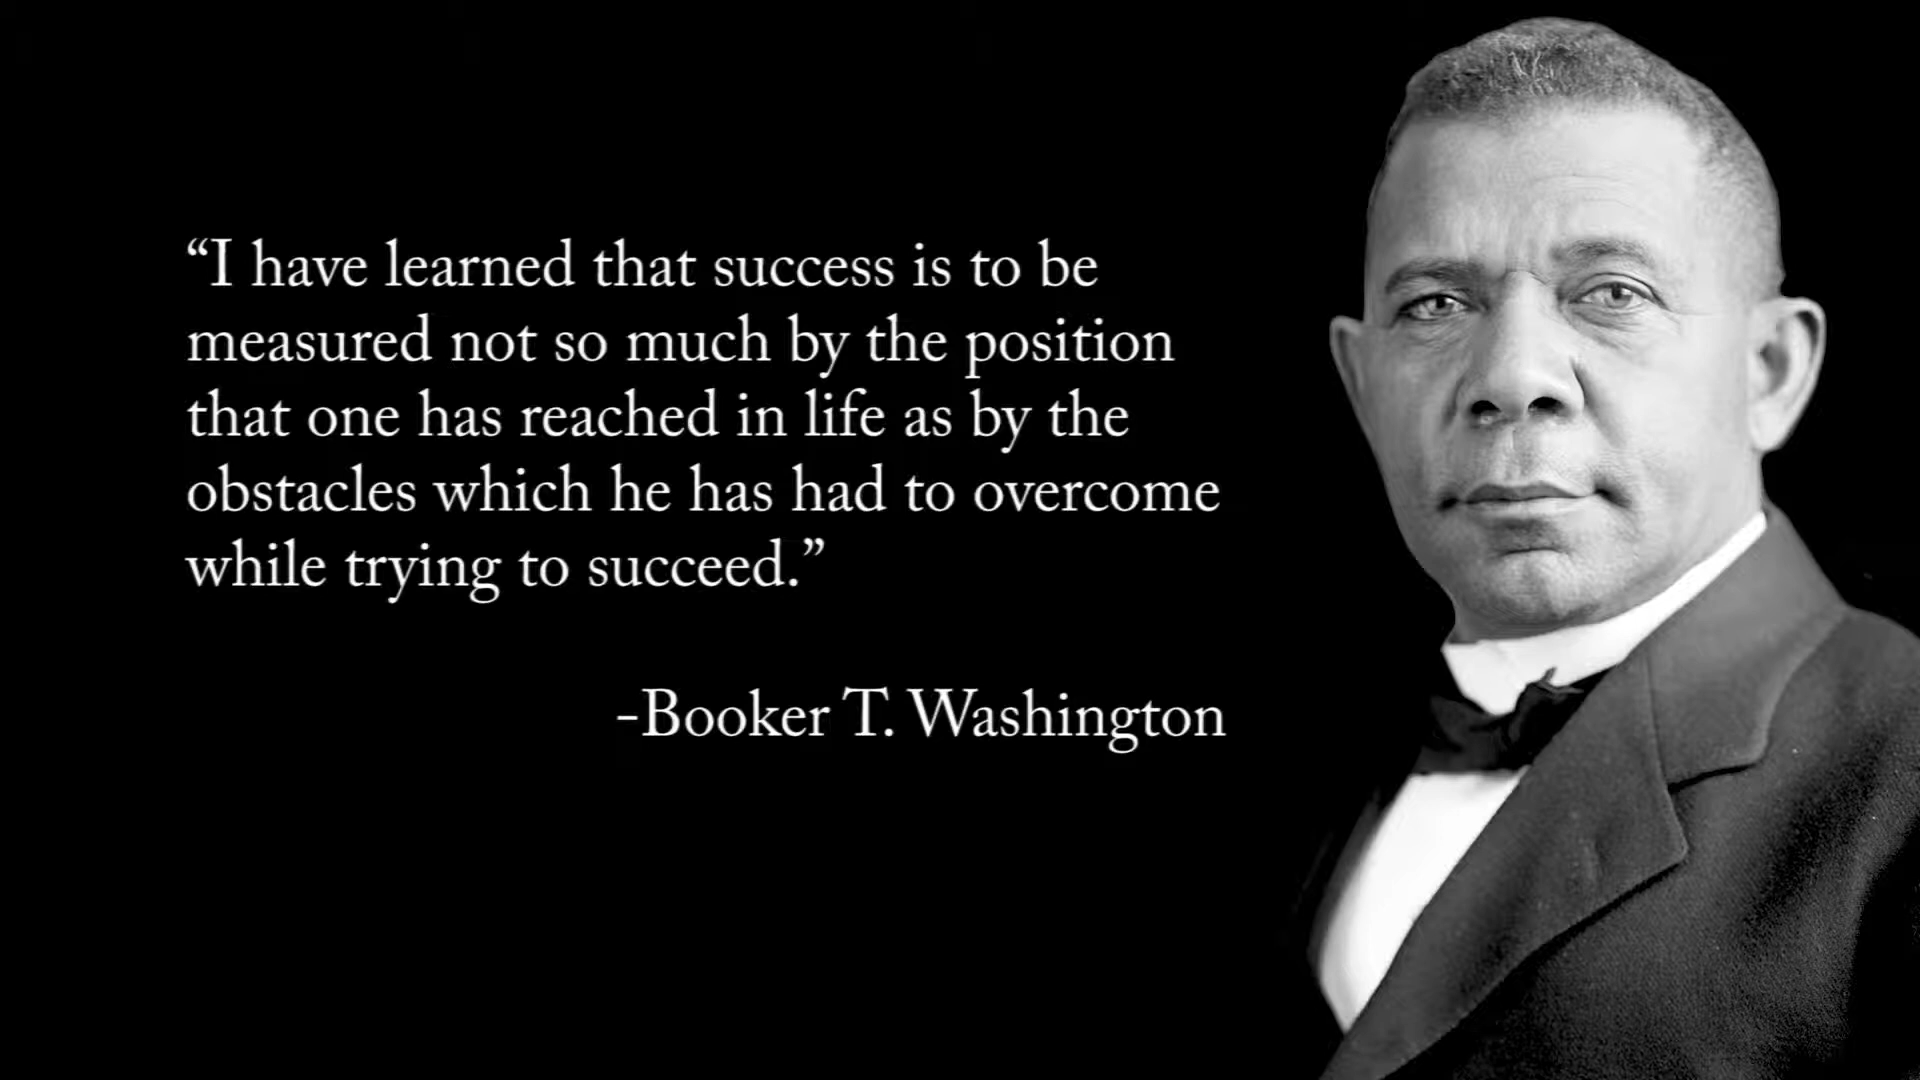 “I have learned that success is to be
measured not so much by the position
that one has reached in life as by the
obstacles which he has had to overcome
while trying to succeed.”
-Booker T. Washington